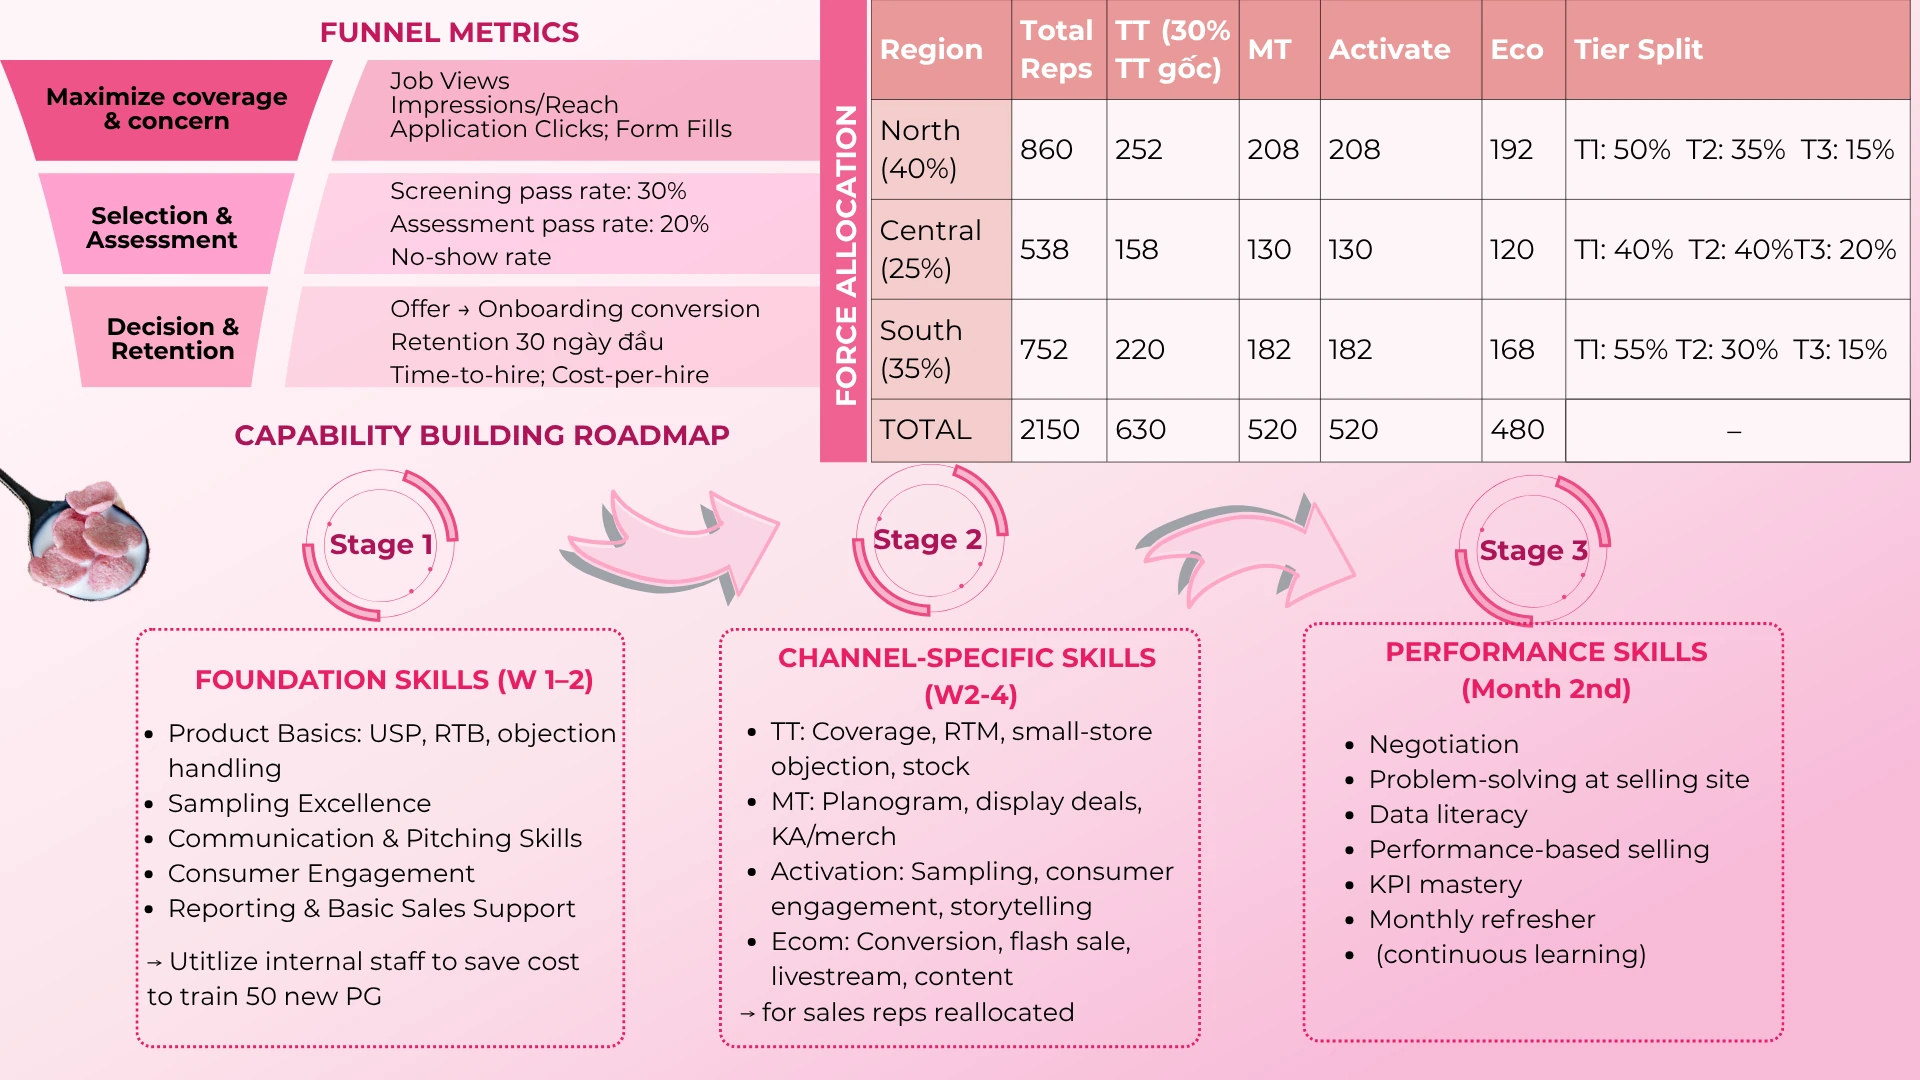 FUNNEL METRICS
Maximize coverage
& concern
Job Views
Impressions/Reach
Application Clicks; Form Fills
Selection &
Assessment
Screening pass rate: 30%
Assessment pass rate: 20%
No-show rate
Decision &
Retention
Offer → Onboarding conversion
Retention 30 ngày đầu
Time-to-hire; Cost-per-hire
FORCE ALLOCATION
Region Total Reps TT (30% TT gốc) MT Activate Eco Tier Split
North (40%) 860 252 208 208 192 T1: 50% T2: 35% T3: 15%
Central (25%) 538 158 130 130 120 T1: 40% T2: 40%T3: 20%
South (35%) 752 220 182 182 168 T1: 55% T2: 30% T3: 15%
TOTAL 2150 630 520 520 480 –
CAPABILITY BUILDING ROADMAP
Stage 1
FOUNDATION SKILLS (W 1–2)
• Product Basics: USP, RTB, objection
handling
• Sampling Excellence
• Communication & Pitching Skills
• Consumer Engagement
• Reporting & Basic Sales Support
→ Utitlize internal staff to save cost
to train 50 new PG
Stage 2
CHANNEL-SPECIFIC SKILLS
(W2-4)
• TT: Coverage, RTM, small-store
objection, stock
• MT: Planogram, display deals,
KA/merch
• Activation: Sampling, consumer
engagement, storytelling
• Ecom: Conversion, flash sale,
livestream, content
→ for sales reps reallocated
Stage 3
PERFORMANCE SKILLS
(Month 2nd)
• Negotiation
• Problem-solving at selling site
• Data literacy
• Performance-based selling
• KPI mastery
• Monthly refresher
• (continuous learning)